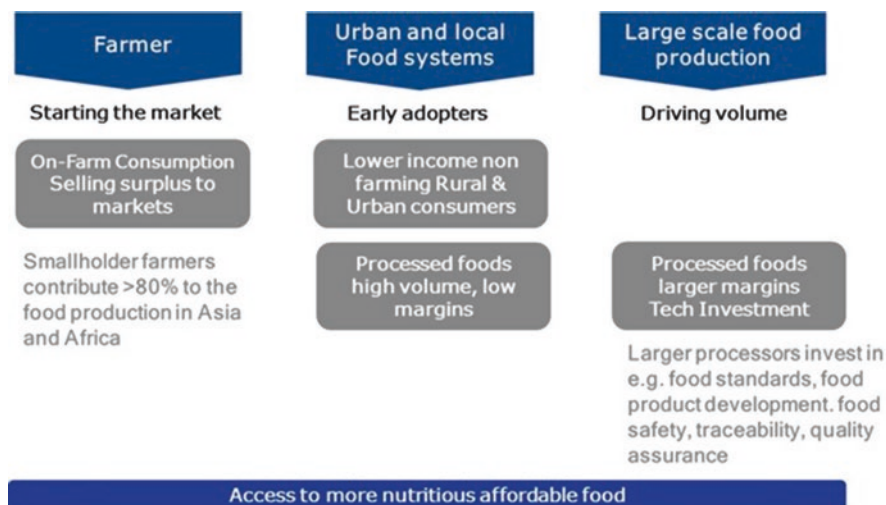 Farmer
Starting the market
On-Farm Consumption
Selling surplus to
markets
Smallholder farmers
contribute >80% to the
food production in Asia
and Africa
Urban and local
Food systems
Early adopters
Lower income non
farming Rural &
Urban consumers
Processed foods
high volume, low
margins
Large scale food
production
Driving volume
Processed foods
larger margins
Tech Investment
Larger processors invest in
e.g. food standards, food
product development. food
safety, traceability, quality
assurance
Access to more nutritious affordable food